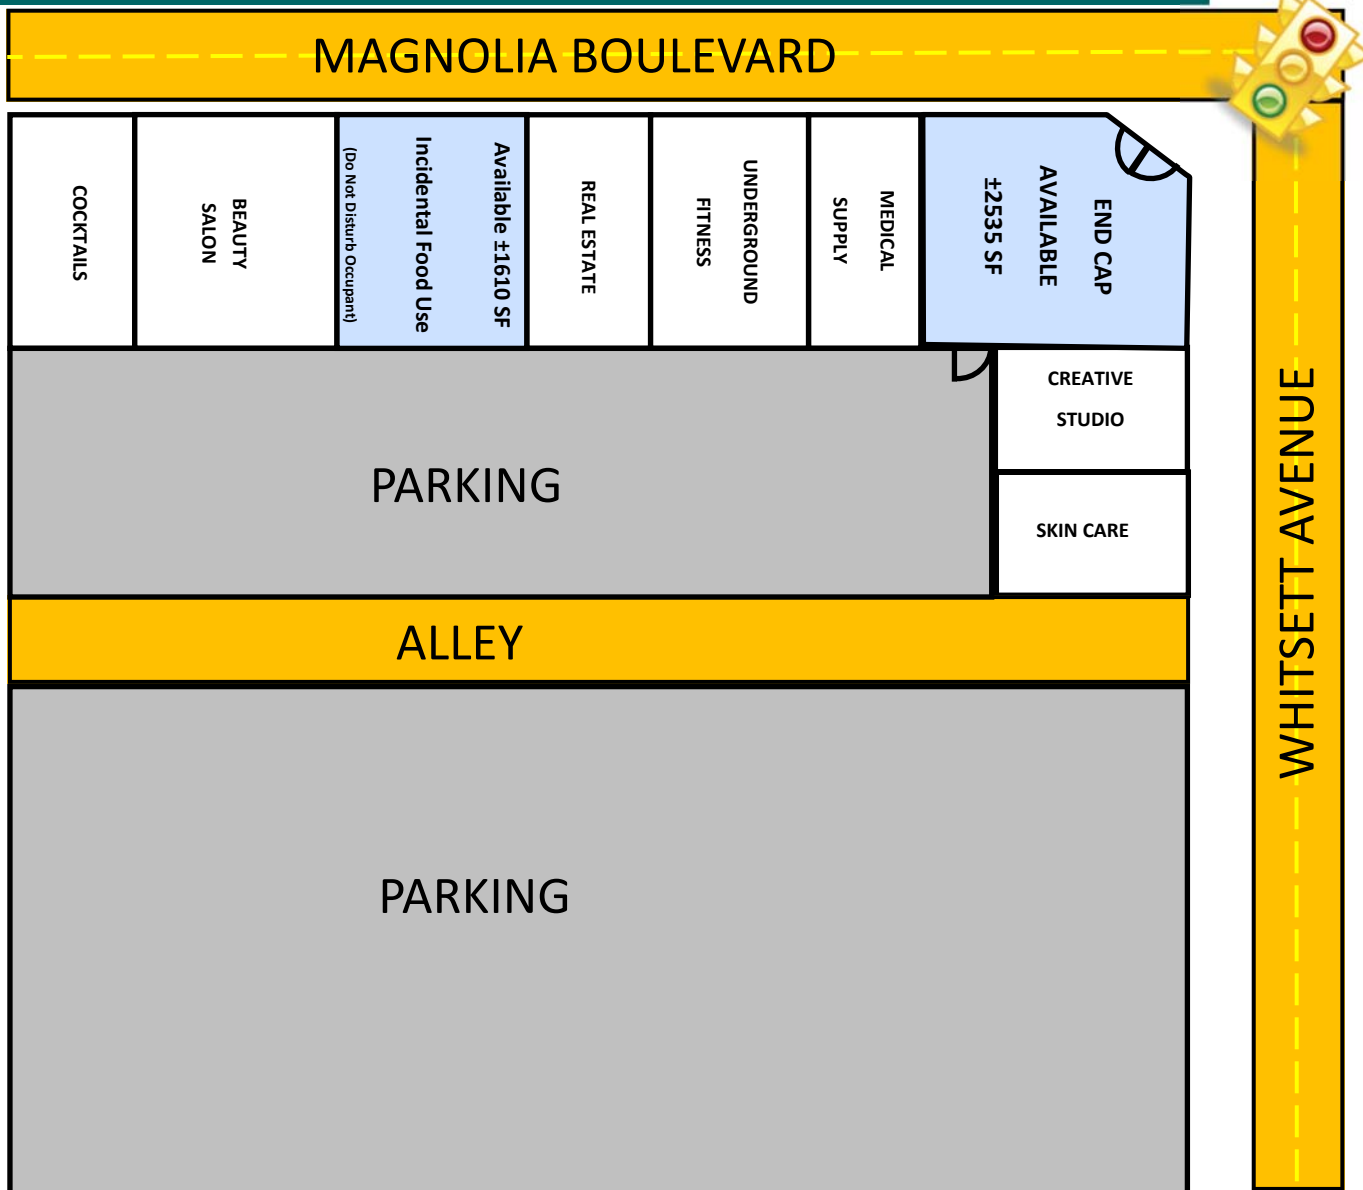 MAGNOLIA BOULEVARD
COCKTAILS
BEAUTY
SALON
Available ±1610 SF
Incidental Food Use
(Do Not Disturb Occupant)
REAL ESTATE
UNDERGROUND
FITNESS
MEDICAL
SUPPLY
END CAP
AVAILABLE
±2535 SF
CREATIVE
STUDIO
SKIN CARE
PARKING
WHITSETT AVENUE
ALLEY
PARKING